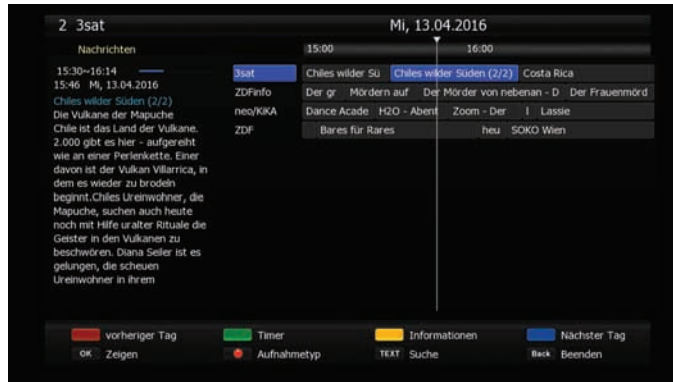 2 3sat
Mi, 13.04.2016
Nachrichten
15:00 16:00
15:30~16:14
15:46 Mi, 13.04.2016
Chiles wilder Süden (2/2)
Die Vulkane der Mapuche
Chile ist das Land der Vulkane.
2.000 gibt es hier - aufgereiht
wie an einer Perlenkette. Einer
davon ist der Vulkan Villarrica, in
dem es wieder zu brodeln
beginnt.Chiles Ureinwohner, die
Mapuche, suchen auch heute
noch mit Hilfe uralter Rituale die
Geister in den Vulkanen zu
beschwören. Diana Seiler ist es
gelungen, die scheuen
Ureinwohner in ihrem
3sat Chiles wilder Sü Chiles wilder Süden (2/2) Costa Rica
ZDFinfo Der gr Mördern auf Der Mörder von nebenan - D Der Frauenmörd
neo/KiKA Dance Acade H2O - Abent Zoom - Der I Lassie
ZDF Bares für Rares heu SOKO Wien
vorheriger Tag Timer Informationen Nächster Tag
OK Zeigen Aufnahmetyp TEXT Suche Back Beenden